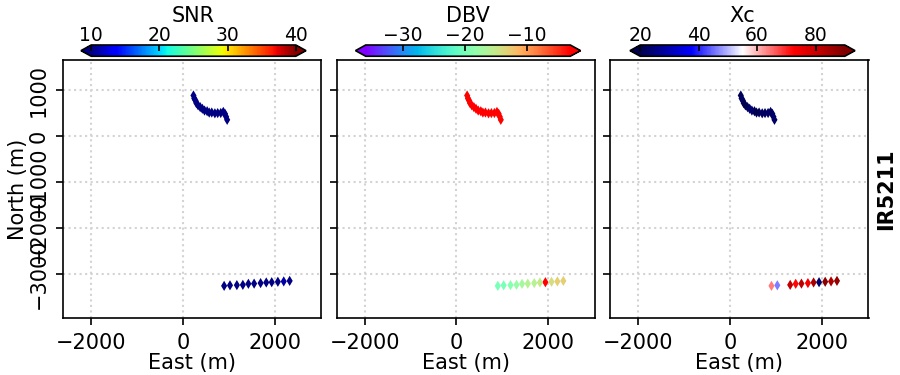 SNR DBV Xc
10 20 30 40 −30 −20 −10 20 40 60 80
North (m)
1000
0
−1000
−2000
−3000
IR5211
−2000 0 2000 −2000 0 2000 −2000 0 2000
East (m) East (m) East (m)